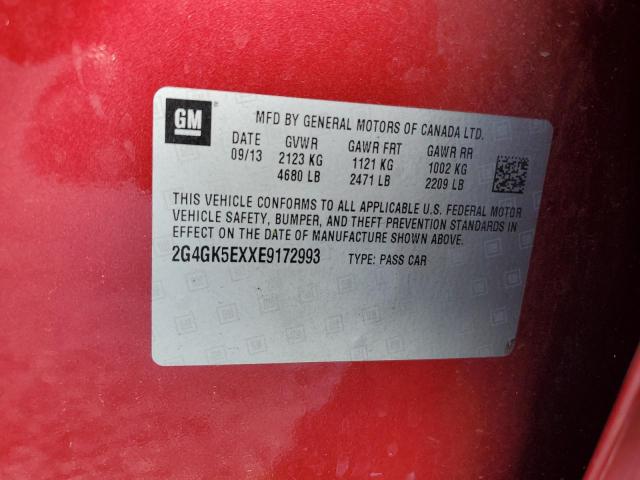 GM
MFD BY GENERAL MOTORS OF CANADA LTD.
DATE GVWR GAWR FRT GAWR RR
09/13 2123 KG 1121 KG 1002 KG
4680 LB 2471 LB 2209 LB
THIS VEHICLE CONFORMS TO ALL APPLICABLE U.S. FEDERAL MOTOR
VEHICLE SAFETY, BUMPER, AND THEFT PREVENTION STANDARDS IN
EFFECT ON THE DATE OF MANUFACTURE SHOWN ABOVE.
2G4GK5EXXE9172993 TYPE: PASS CAR